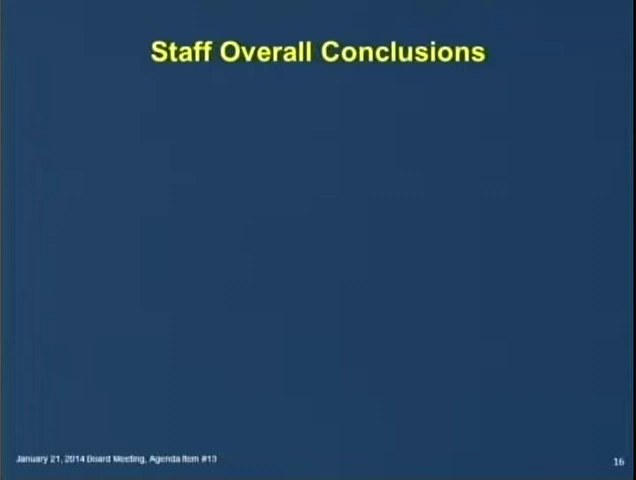 Staff Overall Conclusions
January 21, 2014 Board Meeting, Agenda Item #13
16